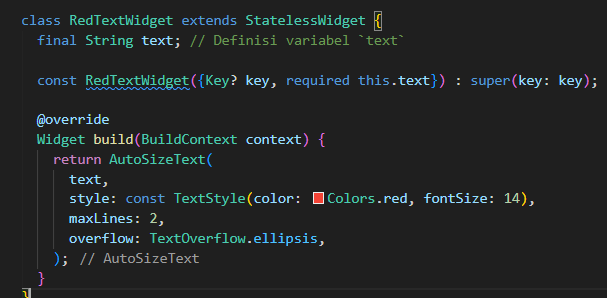 class RedTextWidget extends StatelessWidget {
final String text; // Definisi variabel `text`
const RedTextWidget({Key? key, required this.text}) : super(key: key);
@override
Widget build(BuildContext context) {
return AutoSizeText(
text,
style: const TextStyle(color: Colors.red, fontSize: 14),
maxLines: 2,
overflow: TextOverflow.ellipsis,
); // AutoSizeText
}
}